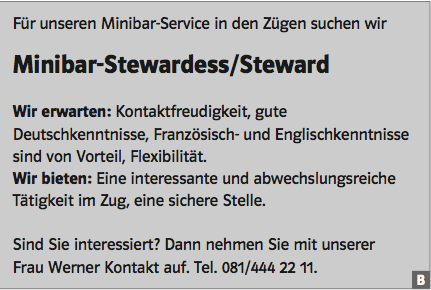 Für unseren Minibar-Service in den Zügen suchen wir
Minibar-Stewardess/Steward
Wir erwarten: Kontaktfreudigkeit, gute
Deutschkenntnisse, Französisch- und Englischkenntnisse
sind von Vorteil, Flexibilität.
Wir bieten: Eine interessante und abwechslungsreiche
Tätigkeit im Zug, eine sichere Stelle.
Sind Sie interessiert? Dann nehmen Sie mit unserer
Frau Werner Kontakt auf. Tel. 081/444 22 11.
B